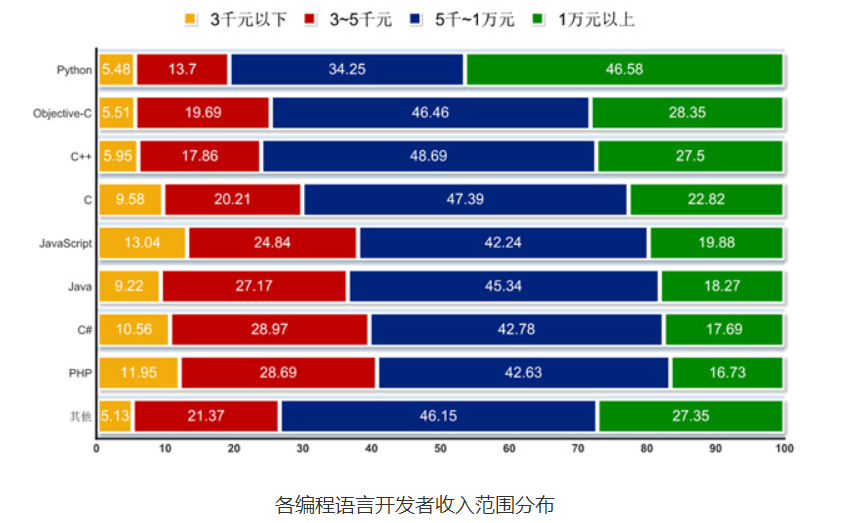 3千元以下 3~5千元 5千~1万元 1万元以上
Python 5.48 13.7 34.25 46.58
Objective-C 5.51 19.69 46.46 28.35
C++ 5.95 17.86 48.69 27.5
C 9.58 20.21 47.39 22.82
JavaScript 13.04 24.84 42.24 19.88
Java 9.22 27.17 45.34 18.27
C# 10.56 28.97 42.78 17.69
PHP 11.95 28.69 42.63 16.73
其他 5.13 21.37 46.15 27.35
0 10 20 30 40 50 60 70 80 90 100
各编程语言开发者收入范围分布